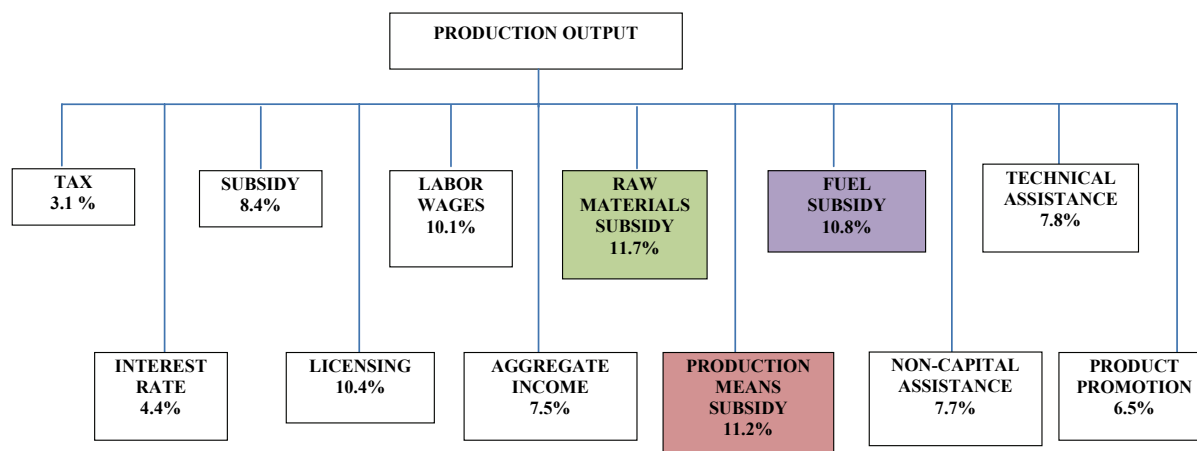 PRODUCTION OUTPUT
TAX
3.1 %
SUBSIDY
8.4%
LABOR
WAGES
10.1%
RAW
MATERIALS
SUBSIDY
11.7%
FUEL
SUBSIDY
10.8%
TECHNICAL
ASSISTANCE
7.8%
INTEREST
RATE
4.4%
LICENSING
10.4%
AGGREGATE
INCOME
7.5%
PRODUCTION
MEANS
SUBSIDY
11.2%
NON-CAPITAL
ASSISTANCE
7.7%
PRODUCT
PROMOTION
6.5%